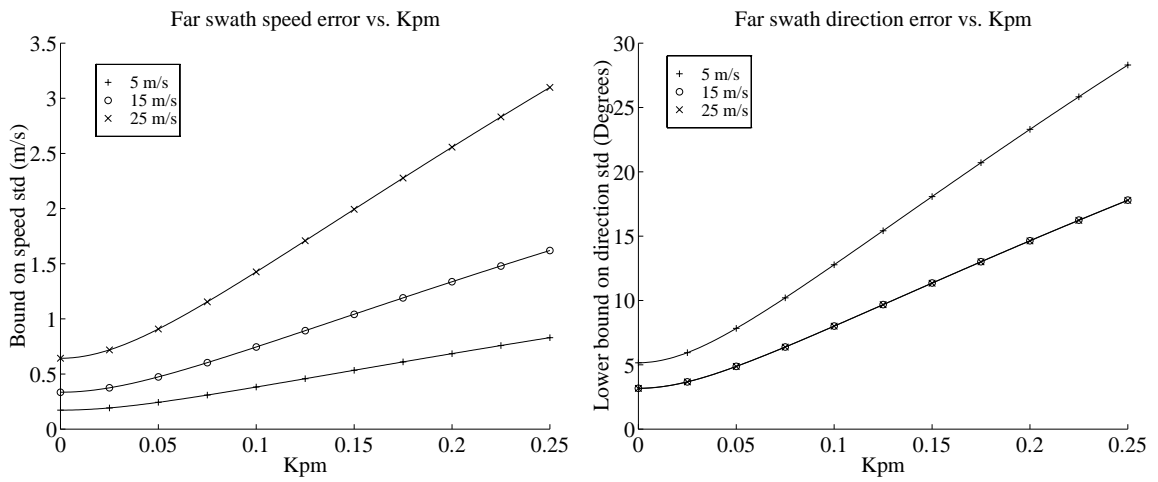 Far swath speed error vs. Kpm
Bound on speed std (m/s)
3.5
3
2.5
2
1.5
1
0.5
0
5 m/s
15 m/s
25 m/s
0 0.05 0.1 0.15 0.2 0.25
Kpm
Far swath direction error vs. Kpm
Lower bound on direction std (Degrees)
30
25
20
15
10
5
0
5 m/s
15 m/s
25 m/s
0 0.05 0.1 0.15 0.2 0.25
Kpm